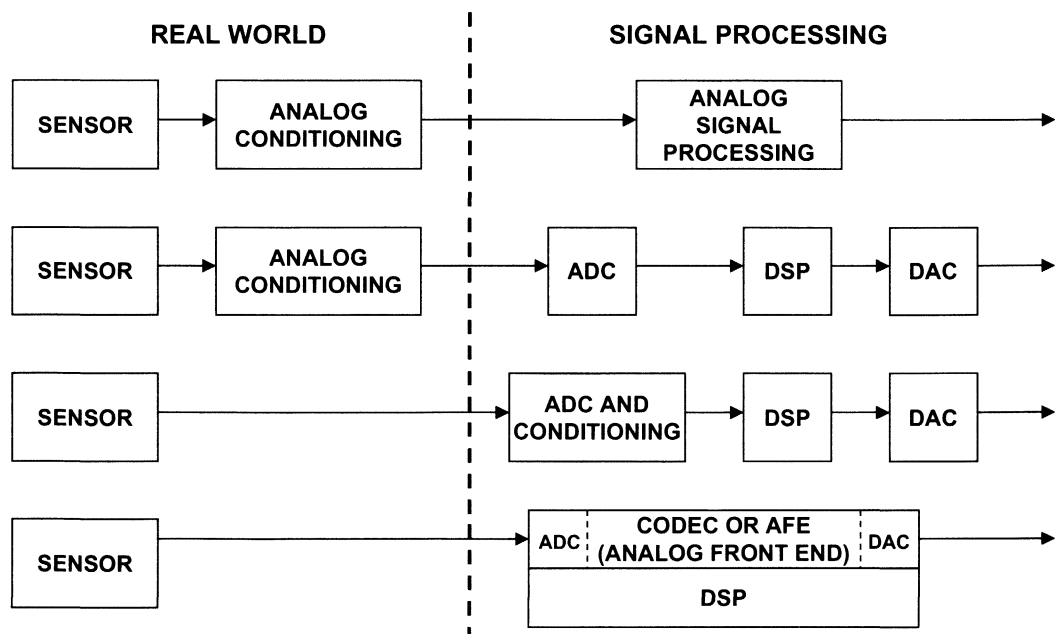 REAL WORLD
SIGNAL PROCESSING
SENSOR
ANALOG
CONDITIONING
ANALOG
SIGNAL
PROCESSING
SENSOR
ANALOG
CONDITIONING
ADC
DSP
DAC
SENSOR
ADC AND
CONDITIONING
DSP
DAC
SENSOR
ADC
CODEC OR AFE
(ANALOG FRONT END)
DAC
DSP